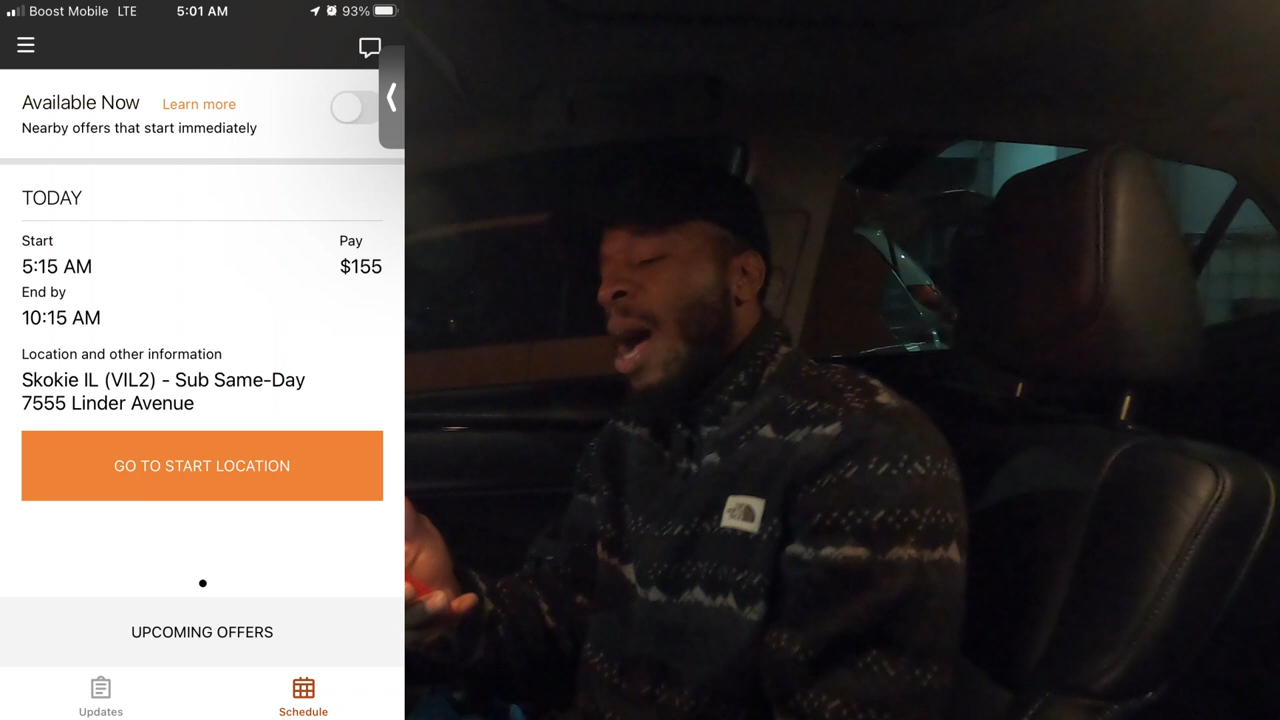 Boost Mobile LTE 5:01 AM 93%
Available Now Learn more
Nearby offers that start immediately
TODAY
Start Pay
5:15 AM $155
End by
10:15 AM
Location and other information
Skokie IL (VIL2) - Sub Same-Day
7555 Linder Avenue
GO TO START LOCATION
UPCOMING OFFERS
Updates Schedule